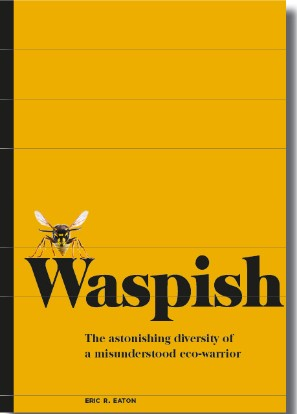 Waspish
The astonishing diversity of
a misunderstood eco-warrior
ERIC R. EATON